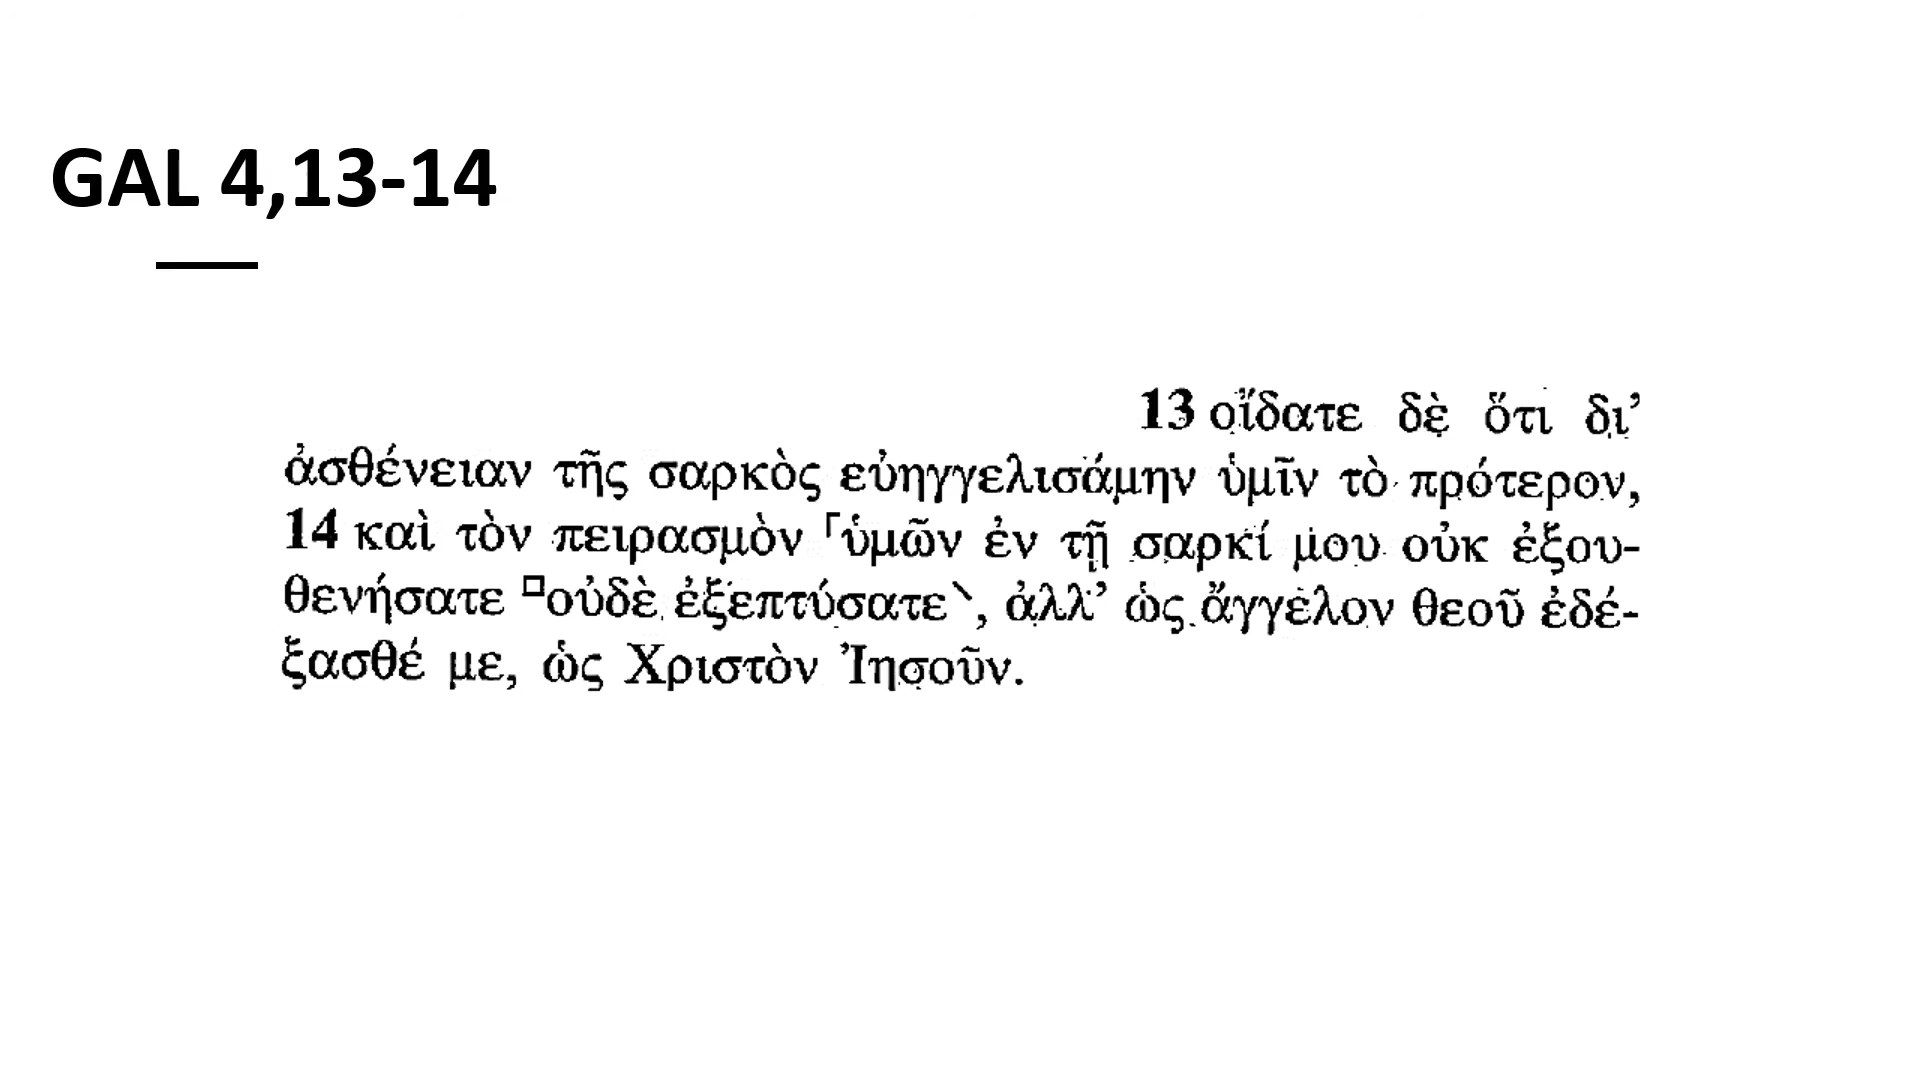 GAL 4,13-14
13 οἴδατε δὲ ὅτι δι’
ἀσθένειαν τῆς σαρκὸς εὐηγγελισάμην ὑμῖν τὸ πρότερον,
14 καὶ τὸν πειρασμὸν ⸀ὑμῶν ἐν τῇ σαρκί μου οὐκ ἐξου-
θενήσατε ⸋οὐδὲ ἐξεπτύσατε⸌, ἀλλ’ ὡς ἄγγελον θεοῦ ἐδέ-
ξασθέ με, ὡς Χριστὸν Ἰησοῦν.